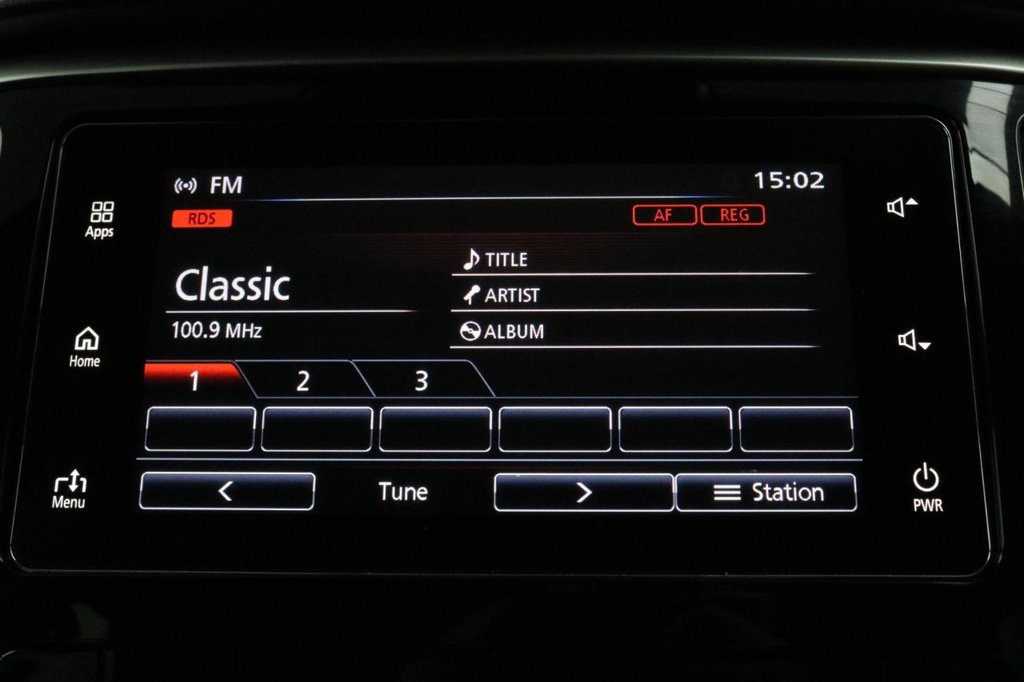 FM
15:02
RDS
AF
REG
Apps
Classic
TITLE
100.9 MHz
ARTIST
ALBUM
Home
1
2
3
Menu
<
Tune
>
Station
PWR